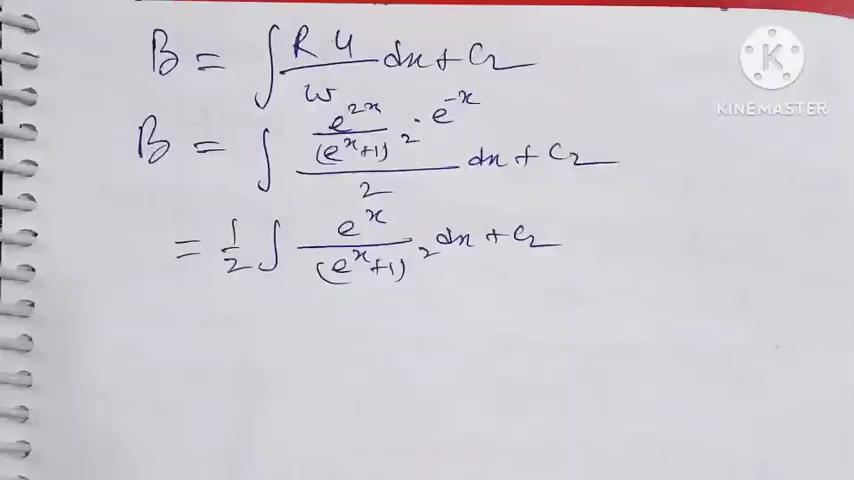 B = ∫ R u / w dx + C₂
KINEMASTER
B = ∫ (e^{2x} / (e^x+1)² · e^{-x}) / 2 dx + C₂
= 1/2 ∫ e^x / (e^x+1)² dx + C₂